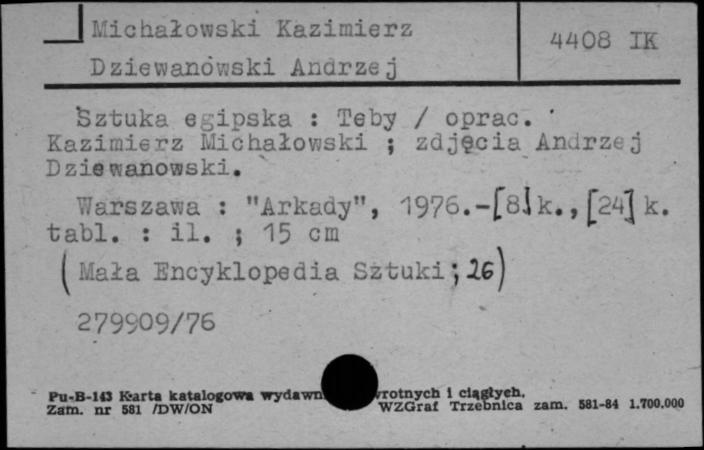 Michałowski Kazimierz
4408 IK
Dziewanowski Andrzej
Sztuka egipska : Teby / oprac.
Kazimierz Michałowski ; zdjęcia Andrzej
Dziewanowski.
Warszawa : "Arkady", 1976.-[8] k., [24] k.
tabl. : il. ; 15 cm
(Mała Encyklopedia Sztuki ; 26)
279909/76
Pu-B-143 Karta katalogowa wydawn rotnych i ciągłych.
Zam. nr 581 /DW/ON WZGraf Trzebnica zam. 581-84 1.700.000